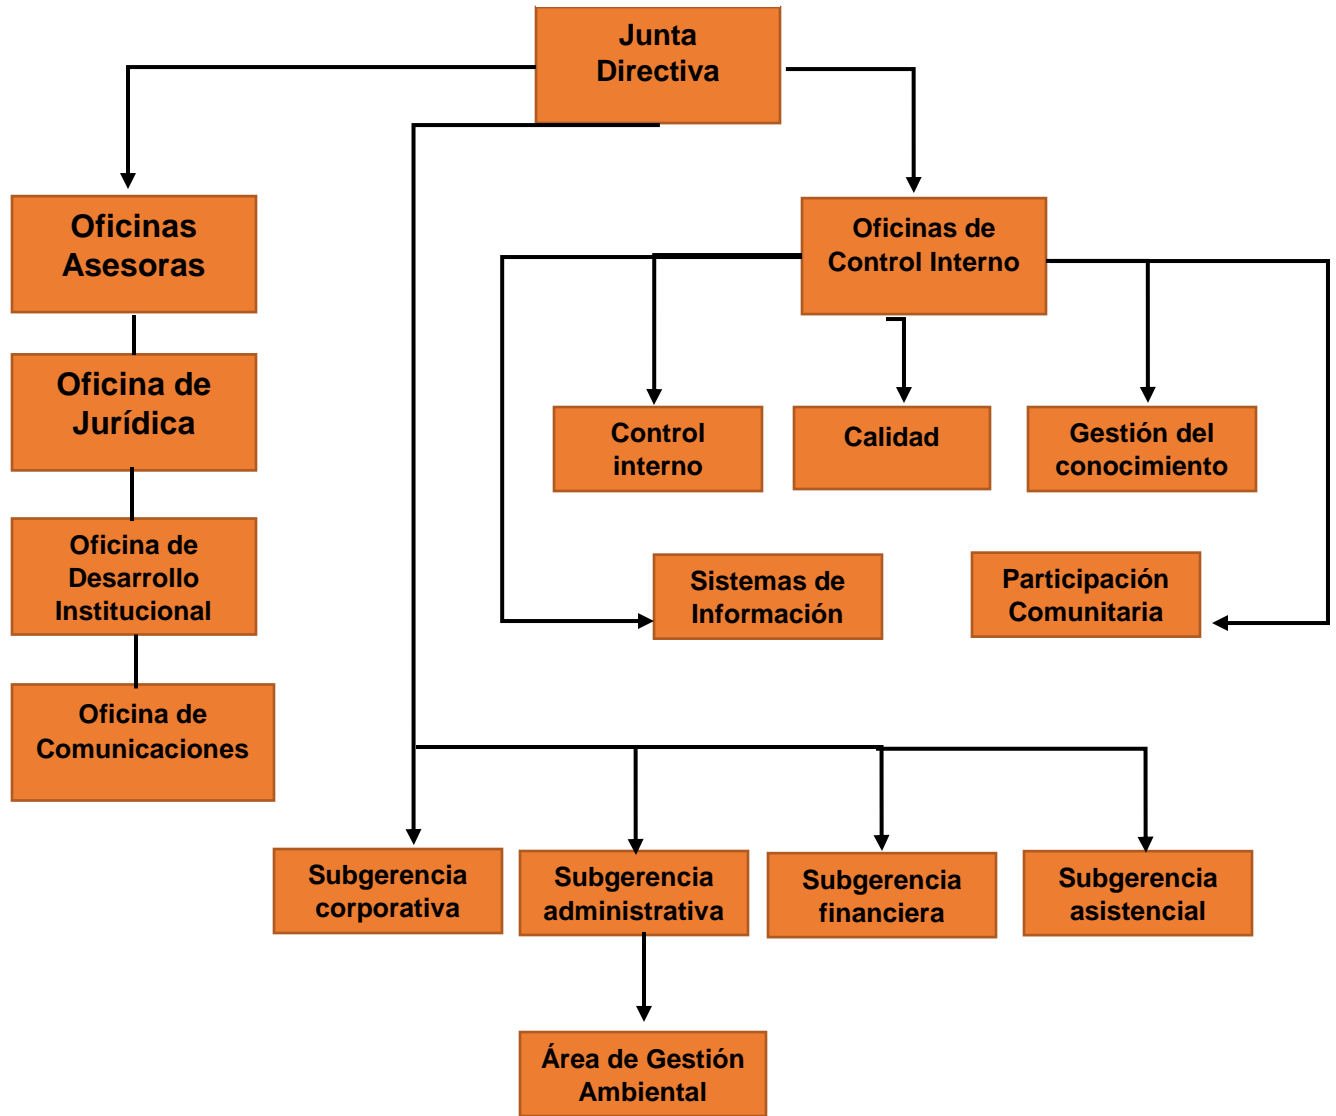 Junta
Directiva
Oficinas
Asesoras
Oficinas de
Control Interno
Oficina de
Jurídica
Control
interno
Calidad
Gestión del
conocimiento
Oficina de
Desarrollo
Institucional
Sistemas de
Información
Participación
Comunitaria
Oficina de
Comunicaciones
Subgerencia
corporativa
Subgerencia
administrativa
Subgerencia
financiera
Subgerencia
asistencial
Área de Gestión
Ambiental